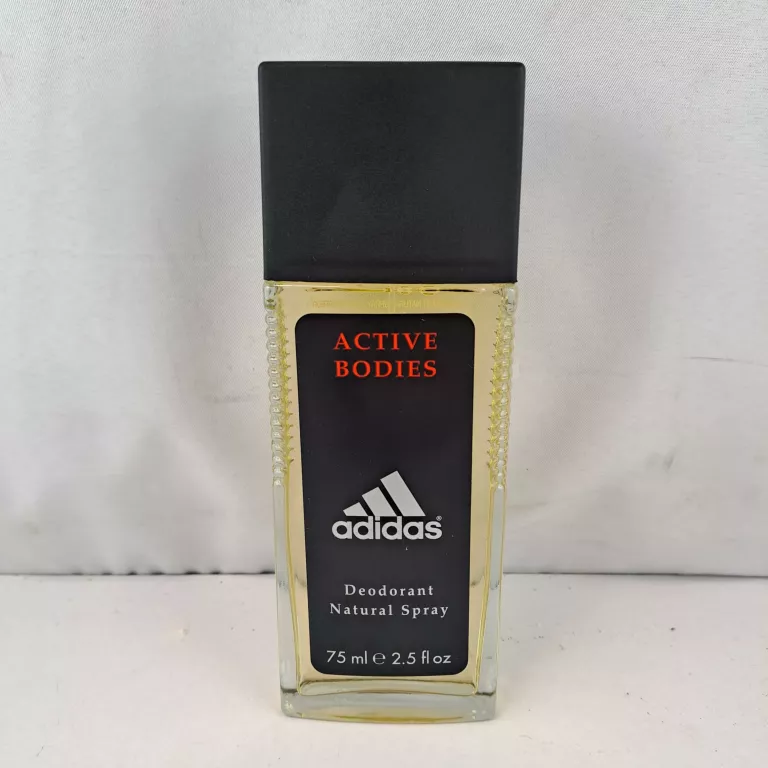 ACTIVE
BODIES
adidas®
Deodorant
Natural Spray
75 ml ℮ 2.5 fl oz